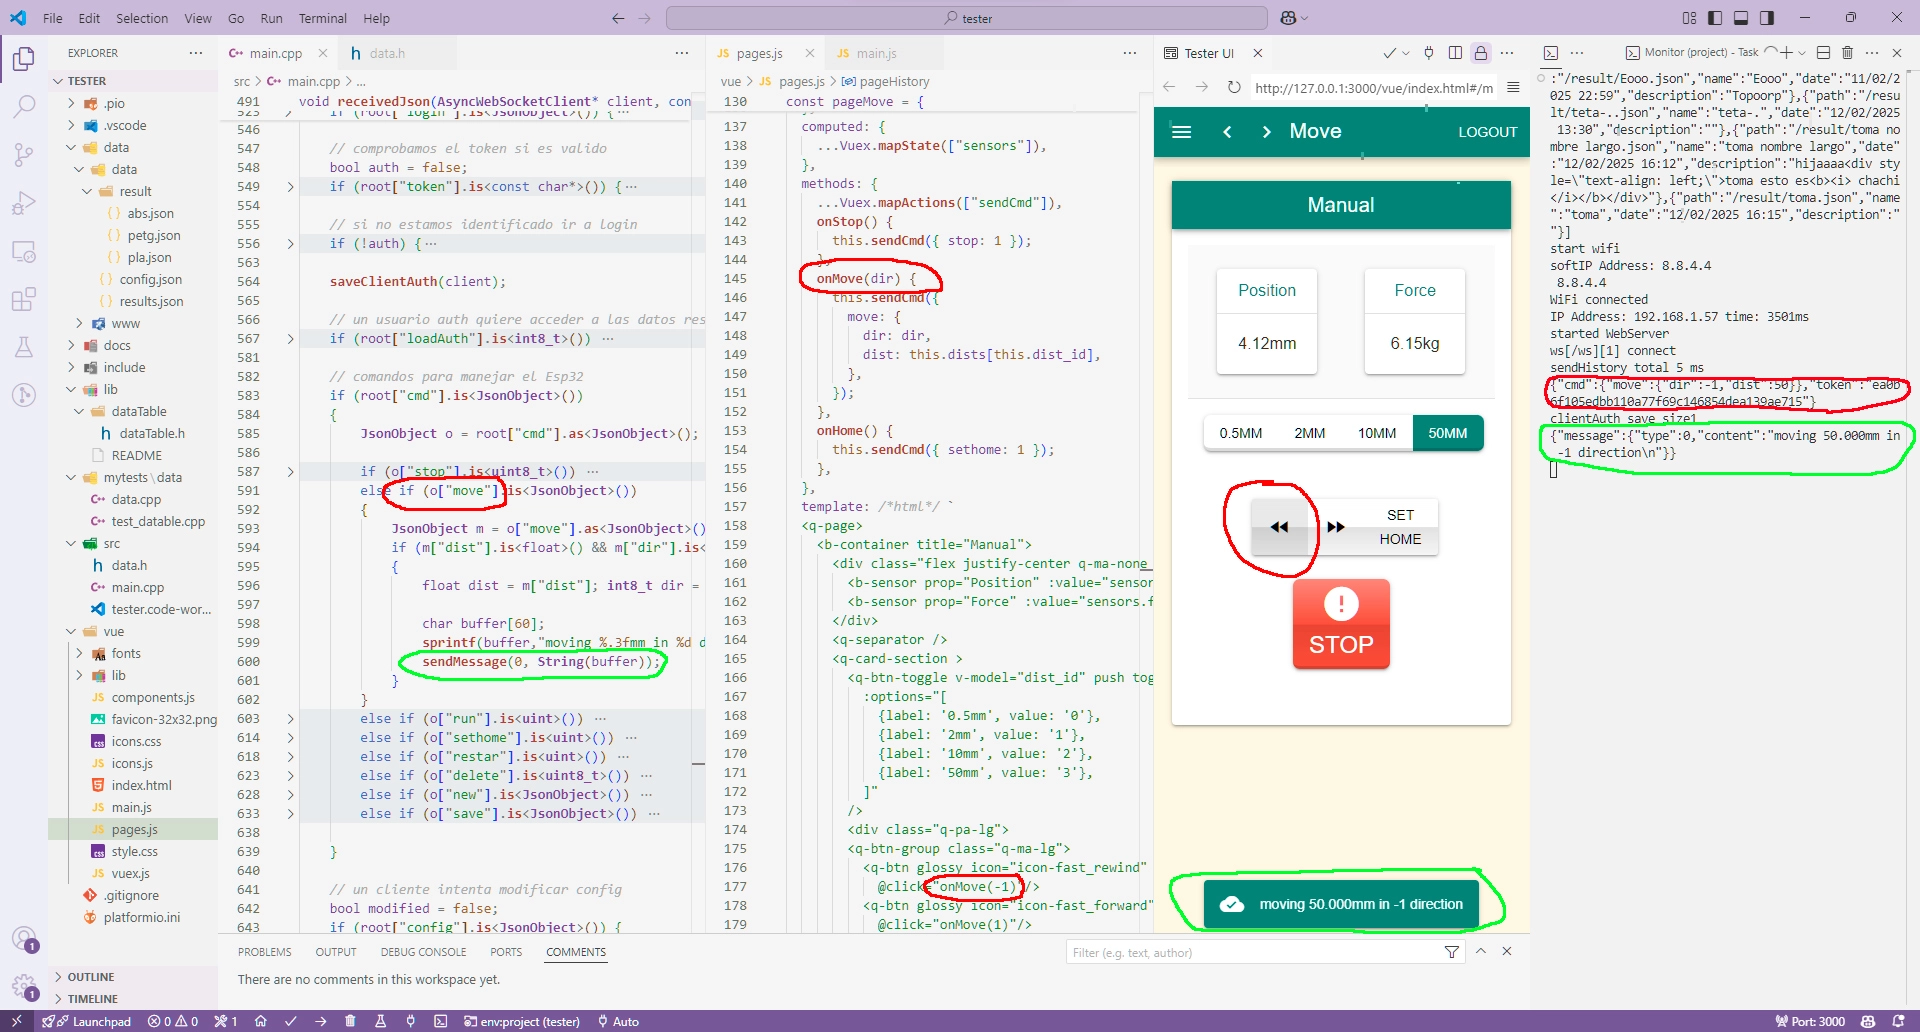 File Edit Selection View Go Run Terminal Help
tester
EXPLORER
TESTER
.pio
.vscode
data
data
result
abs.json
petg.json
pla.json
config.json
results.json
www
docs
include
lib
dataTable
dataTable.h
README
mytests \ data
data.cpp
test_datable.cpp
src
data.h
main.cpp
tester.code-wor...
vue
fonts
lib
components.js
favicon-32x32.png
icons.css
icons.js
index.html
main.js
pages.js
style.css
vuex.js
.gitignore
platformio.ini
OUTLINE
TIMELINE
main.cpp
data.h
src > main.cpp > ...
491 void receivedJson(AsyncWebSocketClient* client, con
525 if (root["login"].is<JsonObject>()) {
546
547 // comprobamos el token si es valido
548 bool auth = false;
549 if (root["token"].is<const char*>()) {
554
555 // si no estamos identificado ir a login
556 if (!auth) {
563
564 saveClientAuth(client);
565
566 // un usuario auth quiere acceder a las datos res
567 if (root["loadAuth"].is<int8_t>())
581
582 // comandos para manejar el Esp32
583 if (root["cmd"].is<JsonObject>())
584 {
585 JsonObject o = root["cmd"].as<JsonObject>();
586
587 if (o["stop"].is<uint8_t>())
591 else if (o["move"].is<JsonObject>())
592 {
593 JsonObject m = o["move"].as<JsonObject>()
594 if (m["dist"].is<float>() && m["dir"].is<
595 {
596 float dist = m["dist"]; int8_t dir =
597
598 char buffer[60];
599 sprintf(buffer,"moving %.3fmm in %d d
600 sendMessage(0, String(buffer));
601 }
602 }
603 else if (o["run"].is<uint>())
614 else if (o["sethome"].is<uint>())
618 else if (o["restar"].is<uint>())
623 else if (o["delete"].is<uint8_t>())
628 else if (o["new"].is<JsonObject>())
633 else if (o["save"].is<JsonObject>())
638
639 }
640
641 // un cliente intenta modificar config
642 bool modified = false;
643 if (root["config"].is<JsonObject>()) {
pages.js
main.js
vue > pages.js > pageHistory
130 const pageMove = {
137 computed: {
138 ...Vuex.mapState(["sensors"]),
139 },
140 methods: {
141 ...Vuex.mapActions(["sendCmd"]),
142 onStop() {
143 this.sendCmd({ stop: 1 });
144 },
145 onMove(dir) {
146 this.sendCmd({
147 move: {
148 dir: dir,
149 dist: this.dists[this.dist_id],
150 },
151 });
152 },
153 onHome() {
154 this.sendCmd({ sethome: 1 });
155 },
156 },
157 template: /*html*/ `
158 <q-page>
159 <b-container title="Manual">
160 <div class="flex justify-center q-ma-none
161 <b-sensor prop="Position" :value="sensor
162 <b-sensor prop="Force" :value="sensors.f
163 </div>
164 <q-separator />
165 <q-card-section >
166 <q-btn-toggle v-model="dist_id" push tog
167 :options="[
168 {label: '0.5mm', value: '0'},
169 {label: '2mm', value: '1'},
170 {label: '10mm', value: '2'},
171 {label: '50mm', value: '3'},
172 ]"
173 />
174 <div class="q-pa-lg">
175 <q-btn-group class="q-ma-lg">
176 <q-btn glossy icon="icon-fast_rewind"
177 @click="onMove(-1)"/>
178 <q-btn glossy icon="icon-fast_forward"
179 @click="onMove(1)"/>
Tester UI
http://127.0.0.1:3000/vue/index.html#/m
Move
LOGOUT
Manual
Position Force
4.12mm 6.15kg
0.5MM 2MM 10MM 50MM
SET
HOME
STOP
moving 50.000mm in -1 direction
Monitor (project) - Task
:"/result/Eooo.json","name":"Eooo","date":"11/02/2
025 22:59","description":"Topoorp"},{"path":"/resu
lt/teta-..json","name":"teta-.","date":"12/02/2025
13:30","description":""},{"path":"/result/toma no
mbre largo.json","name":"toma nombre largo","date"
:"12/02/2025 16:12","description":"hijaaaa<div sty
le=\"text-align: left;\">toma esto es<b><i> chachi
</i></b></div>"},{"path":"/result/toma.json","name"
:"toma","date":"12/02/2025 16:15","description":"
"}]
start wifi
softIP Address: 8.8.4.4
8.8.4.4
WiFi connected
IP Address: 192.168.1.57 time: 3501ms
started WebServer
ws[/ws][1] connect
sendHistory total 5 ms
{"cmd":{"move":{"dir":-1,"dist":50}},"token":"ea0b
6f105edbb110a77f69c146854dea139ae715"}
clientAuth save size1
{"message":{"type":0,"content":"moving 50.000mm in
-1 direction\n"}}
PROBLEMS OUTPUT DEBUG CONSOLE PORTS COMMENTS
Filter (e.g. text, author)
There are no comments in this workspace yet.
1
1
Launchpad 0 0 1 env:project (tester) Auto
Port: 3000